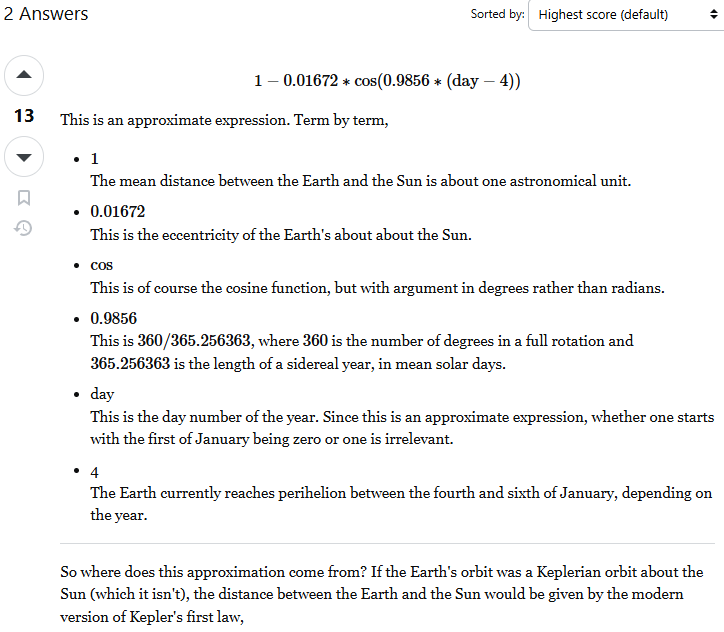 2 Answers
Sorted by:
Highest score (default)
1 − 0.01672 ∗ cos(0.9856 ∗ (day − 4))
13
This is an approximate expression. Term by term,
• 1
The mean distance between the Earth and the Sun is about one astronomical unit.
• 0.01672
This is the eccentricity of the Earth's about about the Sun.
• cos
This is of course the cosine function, but with argument in degrees rather than radians.
• 0.9856
This is 360/365.256363, where 360 is the number of degrees in a full rotation and
365.256363 is the length of a sidereal year, in mean solar days.
• day
This is the day number of the year. Since this is an approximate expression, whether one starts
with the first of January being zero or one is irrelevant.
• 4
The Earth currently reaches perihelion between the fourth and sixth of January, depending on
the year.
So where does this approximation come from? If the Earth's orbit was a Keplerian orbit about the
Sun (which it isn't), the distance between the Earth and the Sun would be given by the modern
version of Kepler's first law,